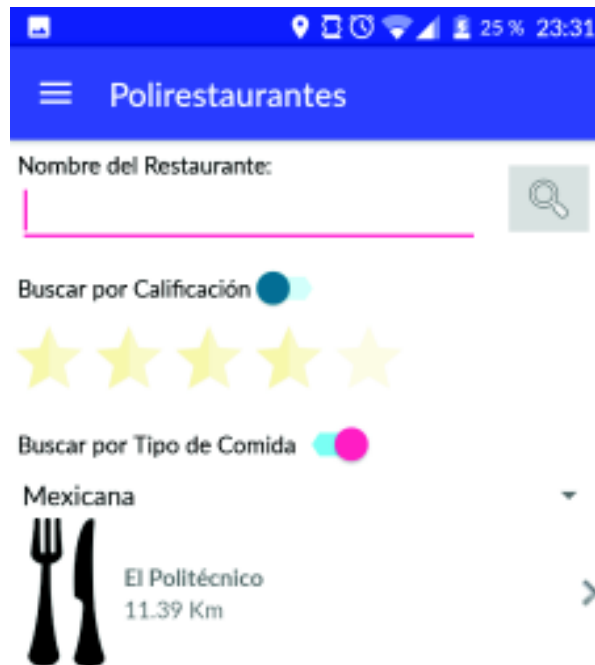 25 % 23:31
Polirestaurantes
Nombre del Restaurante:
Buscar por Calificación
Buscar por Tipo de Comida
Mexicana
El Politécnico
11.39 Km